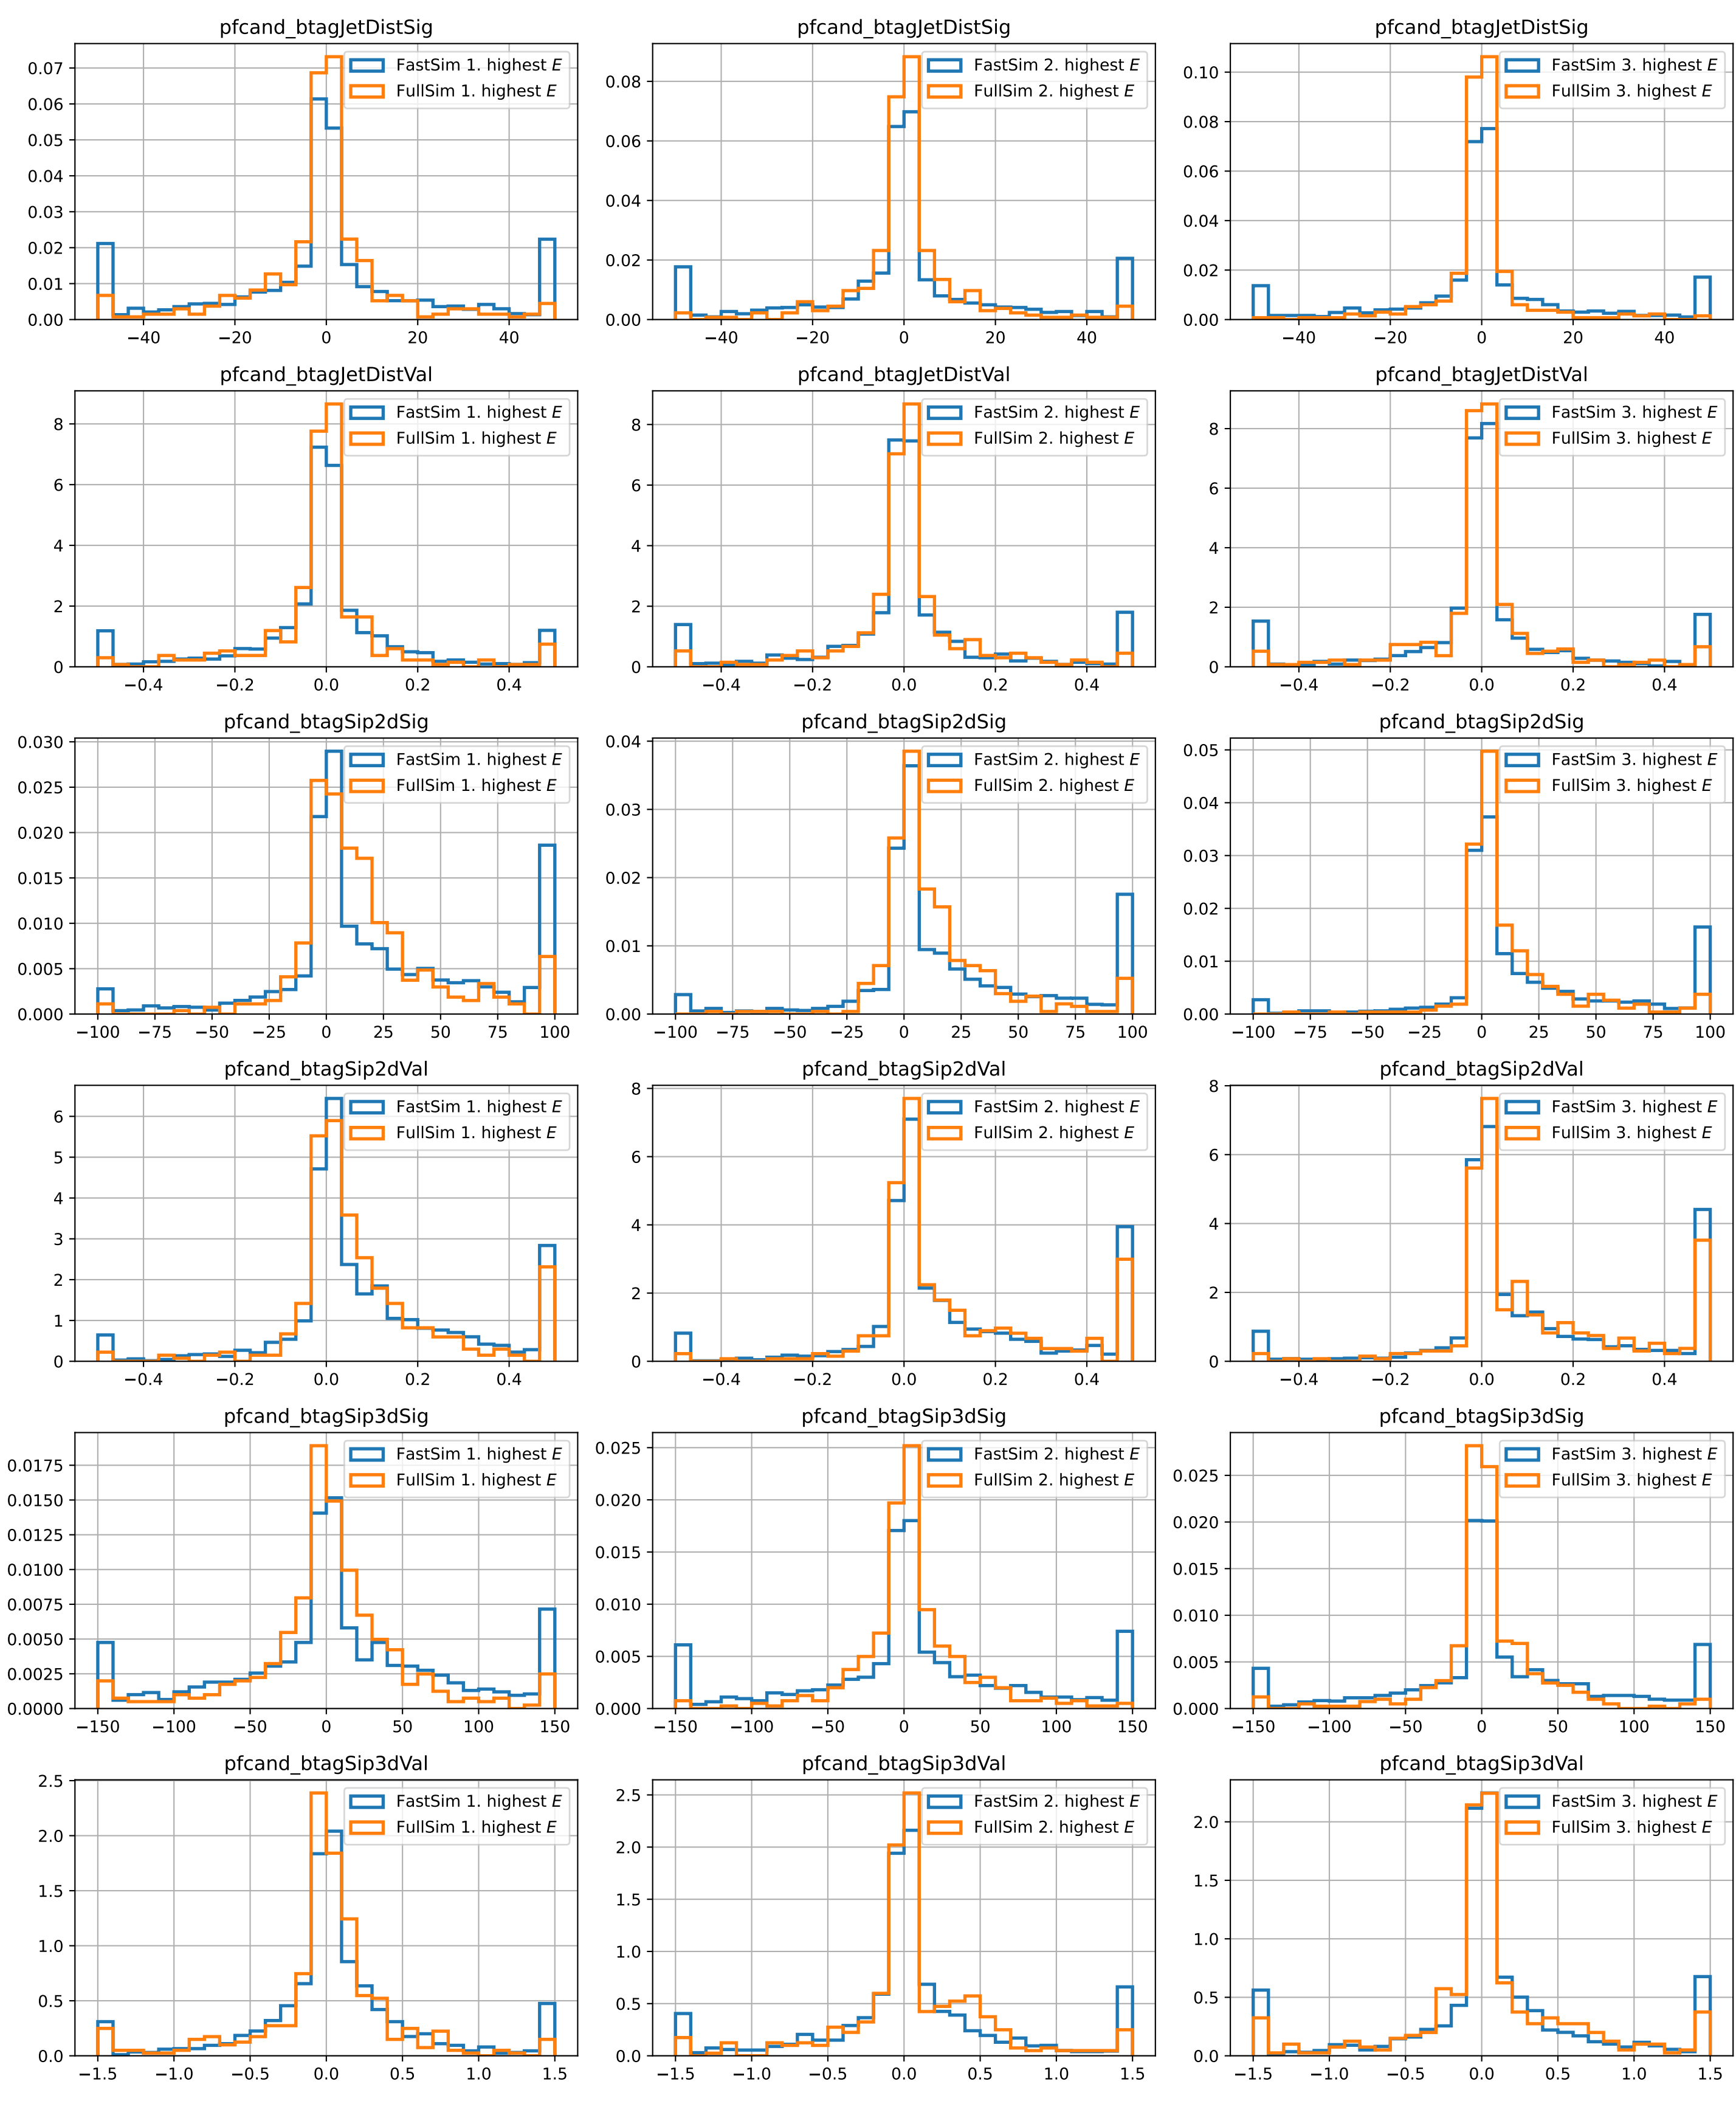 pfcand_btagJetDistSig pfcand_btagJetDistSig pfcand_btagJetDistSig
FastSim 1. highest E FastSim 2. highest E FastSim 3. highest E
FullSim 1. highest E FullSim 2. highest E FullSim 3. highest E
0.07 0.06 0.05 0.04 0.03 0.02 0.01 0.00
−40 −20 0 20 40
0.08 0.06 0.04 0.02 0.00
−40 −20 0 20 40
0.10 0.08 0.06 0.04 0.02 0.00
−40 −20 0 20 40
pfcand_btagJetDistVal pfcand_btagJetDistVal pfcand_btagJetDistVal
FastSim 1. highest E FastSim 2. highest E FastSim 3. highest E
FullSim 1. highest E FullSim 2. highest E FullSim 3. highest E
8 6 4 2 0
−0.4 −0.2 0.0 0.2 0.4
8 6 4 2 0
−0.4 −0.2 0.0 0.2 0.4
8 6 4 2 0
−0.4 −0.2 0.0 0.2 0.4
pfcand_btagSip2dSig pfcand_btagSip2dSig pfcand_btagSip2dSig
FastSim 1. highest E FastSim 2. highest E FastSim 3. highest E
FullSim 1. highest E FullSim 2. highest E FullSim 3. highest E
0.030 0.025 0.020 0.015 0.010 0.005 0.000
−100 −75 −50 −25 0 25 50 75 100
0.04 0.03 0.02 0.01 0.00
−100 −75 −50 −25 0 25 50 75 100
0.05 0.04 0.03 0.02 0.01 0.00
−100 −75 −50 −25 0 25 50 75 100
pfcand_btagSip2dVal pfcand_btagSip2dVal pfcand_btagSip2dVal
FastSim 1. highest E FastSim 2. highest E FastSim 3. highest E
FullSim 1. highest E FullSim 2. highest E FullSim 3. highest E
6 5 4 3 2 1 0
−0.4 −0.2 0.0 0.2 0.4
8 6 4 2 0
−0.4 −0.2 0.0 0.2 0.4
8 6 4 2 0
−0.4 −0.2 0.0 0.2 0.4
pfcand_btagSip3dSig pfcand_btagSip3dSig pfcand_btagSip3dSig
FastSim 1. highest E FastSim 2. highest E FastSim 3. highest E
FullSim 1. highest E FullSim 2. highest E FullSim 3. highest E
0.0175 0.0150 0.0125 0.0100 0.0075 0.0050 0.0025 0.0000
−150 −100 −50 0 50 100 150
0.025 0.020 0.015 0.010 0.005 0.000
−150 −100 −50 0 50 100 150
0.025 0.020 0.015 0.010 0.005 0.000
−150 −100 −50 0 50 100 150
pfcand_btagSip3dVal pfcand_btagSip3dVal pfcand_btagSip3dVal
FastSim 1. highest E FastSim 2. highest E FastSim 3. highest E
FullSim 1. highest E FullSim 2. highest E FullSim 3. highest E
2.5 2.0 1.5 1.0 0.5 0.0
−1.5 −1.0 −0.5 0.0 0.5 1.0 1.5
2.5 2.0 1.5 1.0 0.5 0.0
−1.5 −1.0 −0.5 0.0 0.5 1.0 1.5
2.0 1.5 1.0 0.5 0.0
−1.5 −1.0 −0.5 0.0 0.5 1.0 1.5